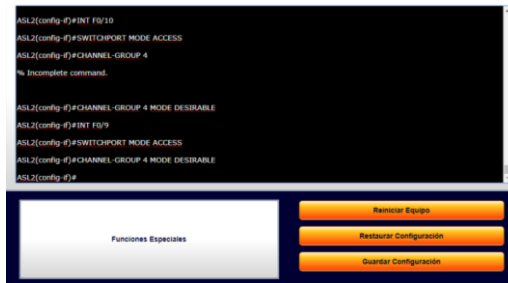 ASL2(config-if)#INT F0/10
ASL2(config-if)#SWITCHPORT MODE ACCESS
ASL2(config-if)#CHANNEL-GROUP 4
% Incomplete command.
ASL2(config-if)#CHANNEL-GROUP 4 MODE DESIRABLE
ASL2(config-if)#INT F0/9
ASL2(config-if)#SWITCHPORT MODE ACCESS
ASL2(config-if)#CHANNEL-GROUP 4 MODE DESIRABLE
ASL2(config-if)#
Funciones Especiales
Reiniciar Equipo
Restaurar Configuración
Guardar Configuración